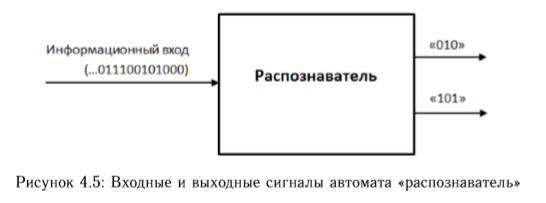 Информационный вход
(...011100101000)
Распознаватель
«010»
«101»
Рисунок 4.5: Входные и выходные сигналы автомата «распознаватель»